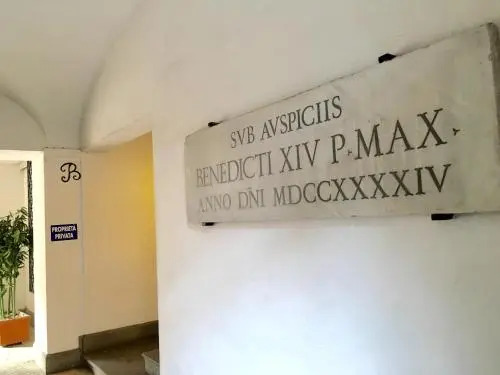 SVB AVSPICIIS
BENEDICTI XIV P·MAX·
ANNO DNI MDCCXXXXIV
B
PROPRIETÀ
PRIVATA